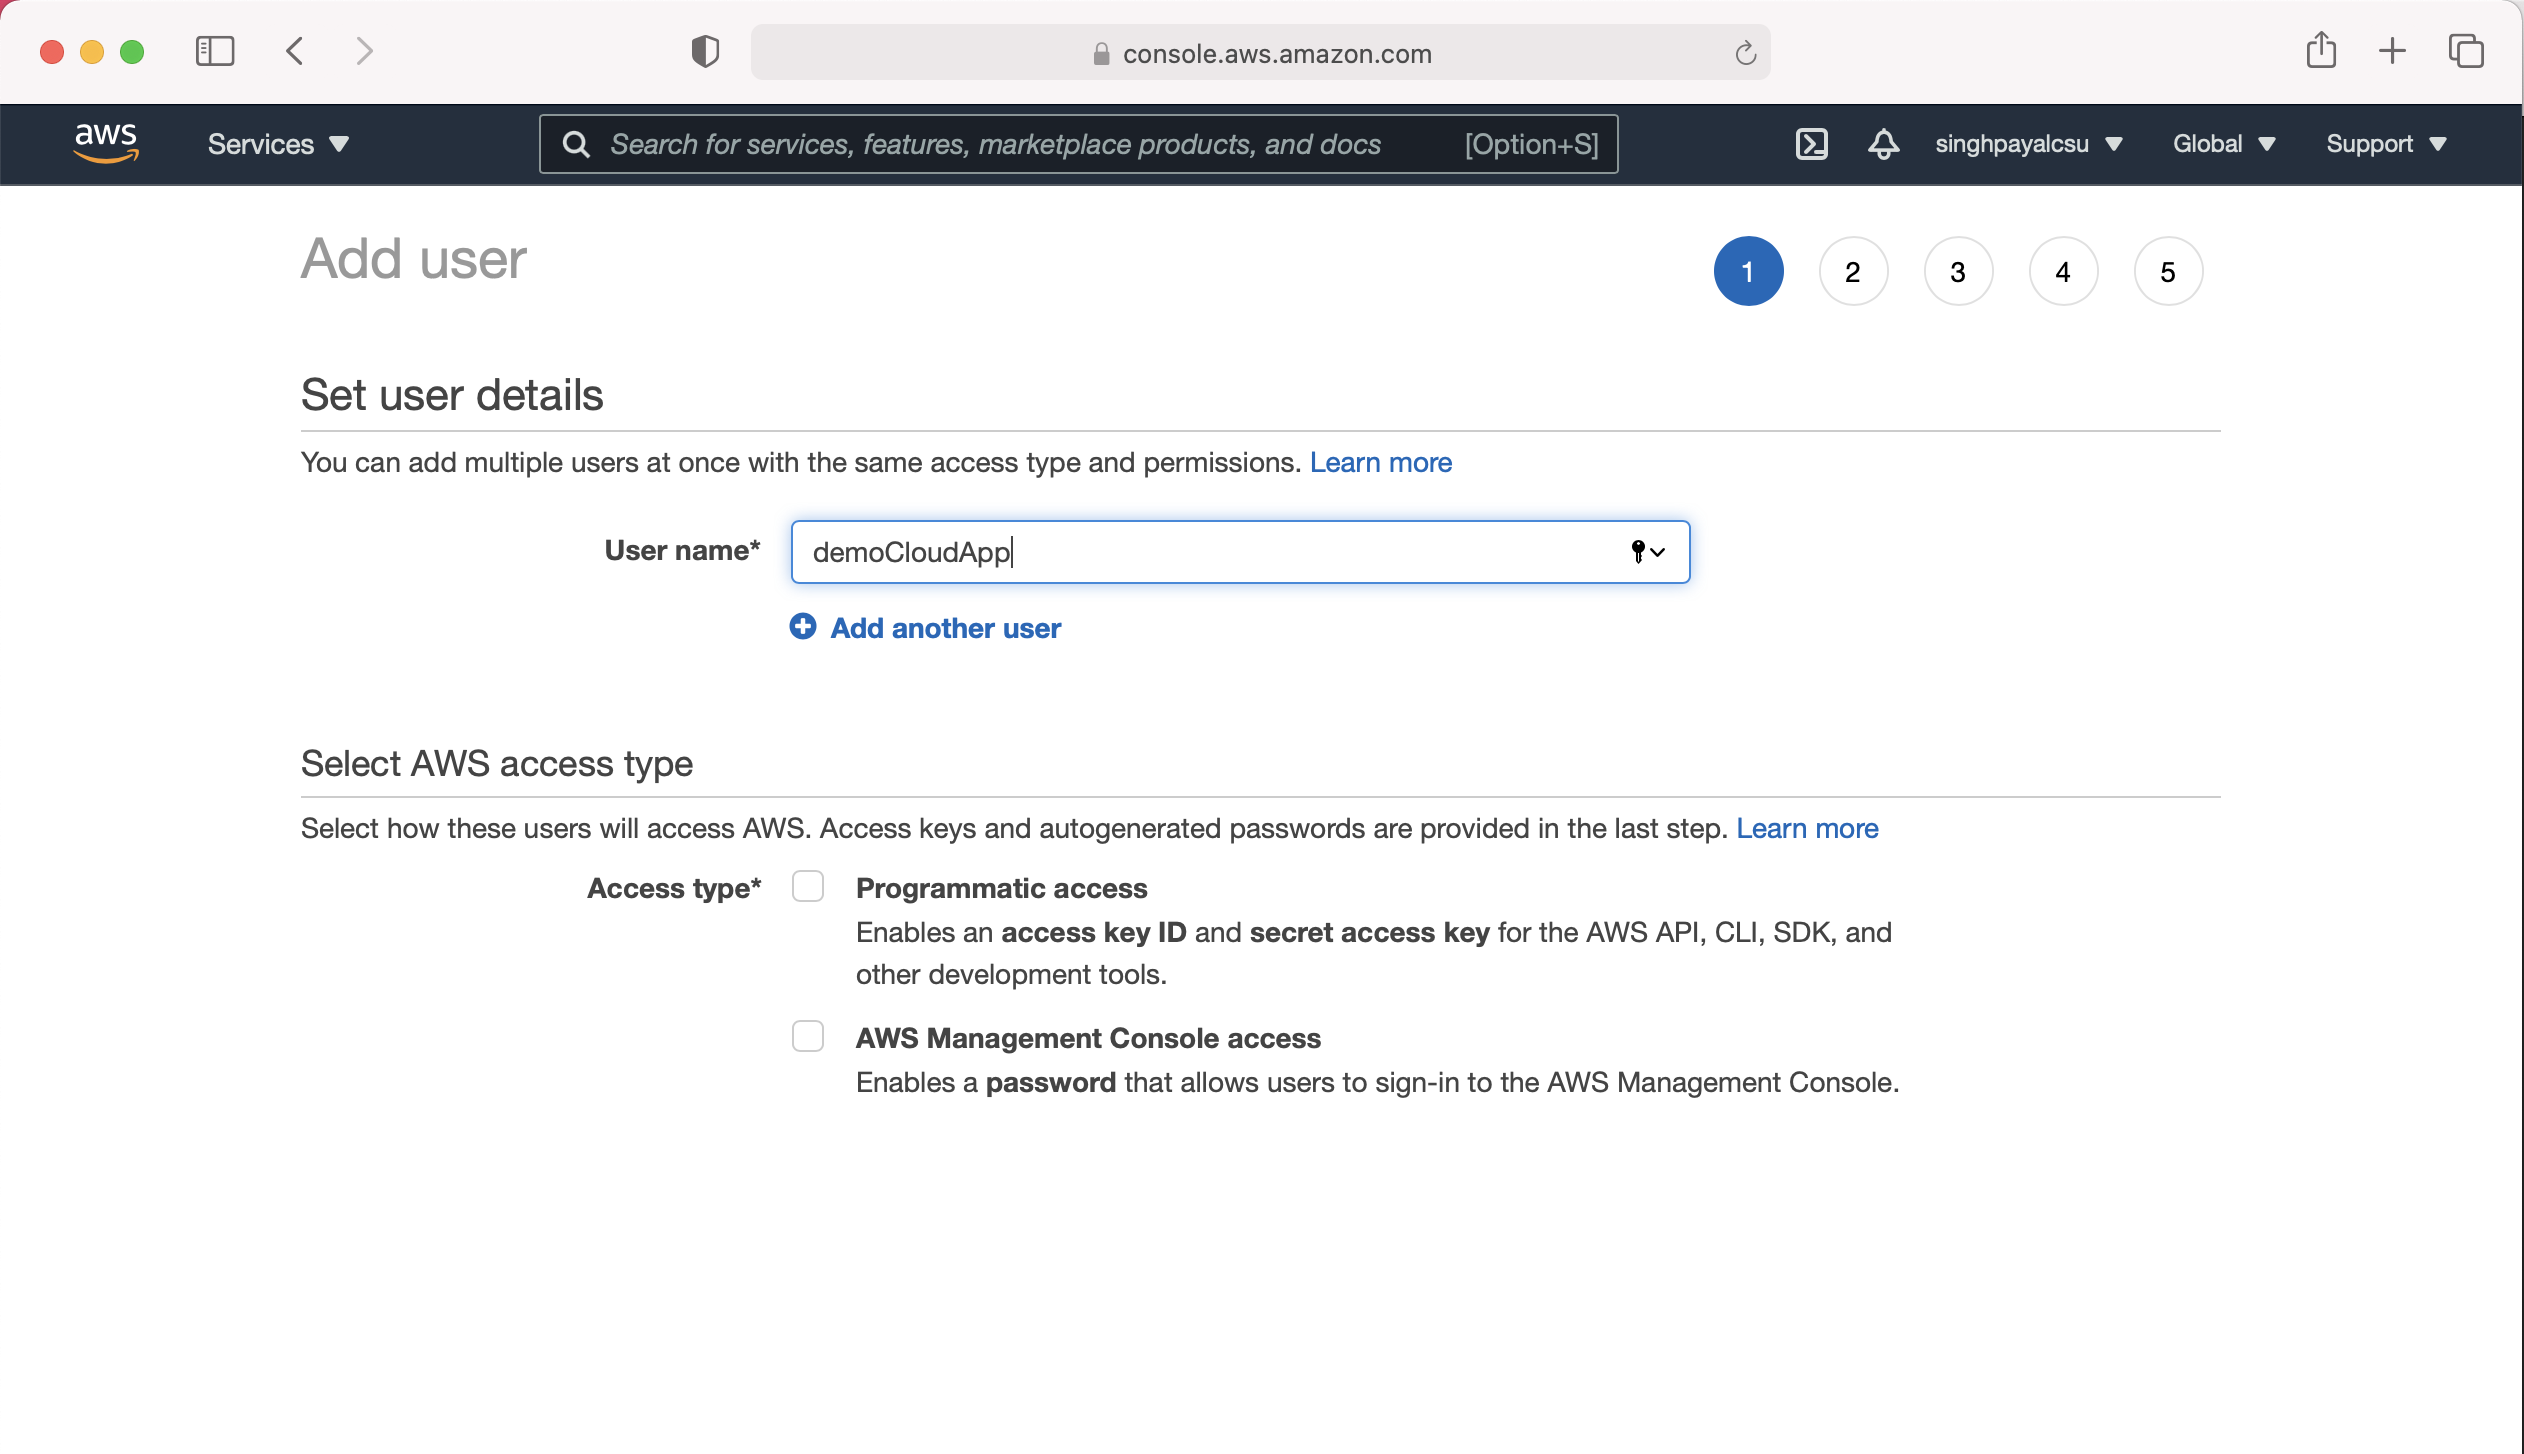 console.aws.amazon.com
aws Services Search for services, features, marketplace products, and docs [Option+S] singhpayalcsu Global Support
Add user 1 2 3 4 5
Set user details
You can add multiple users at once with the same access type and permissions. Learn more
User name* demoCloudApp
Add another user
Select AWS access type
Select how these users will access AWS. Access keys and autogenerated passwords are provided in the last step. Learn more
Access type* Programmatic access
Enables an access key ID and secret access key for the AWS API, CLI, SDK, and
other development tools.
AWS Management Console access
Enables a password that allows users to sign-in to the AWS Management Console.